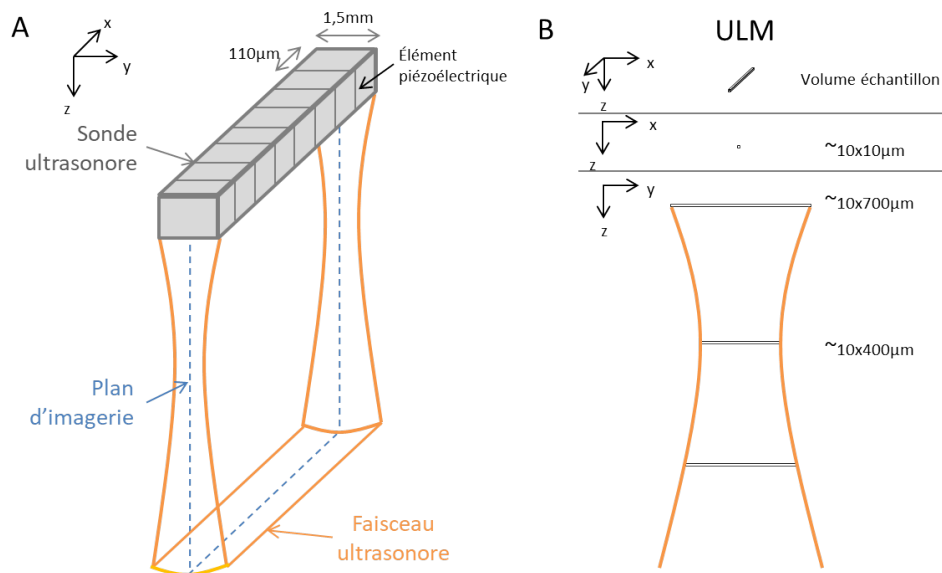 A
x
y
z
1,5mm
110µm
Élément
piézoélectrique
Sonde
ultrasonore
Plan
d'imagerie
Faisceau
ultrasonore
B
ULM
x
y
z
Volume échantillon
x
z
~10x10µm
y
z
~10x700µm
~10x400µm